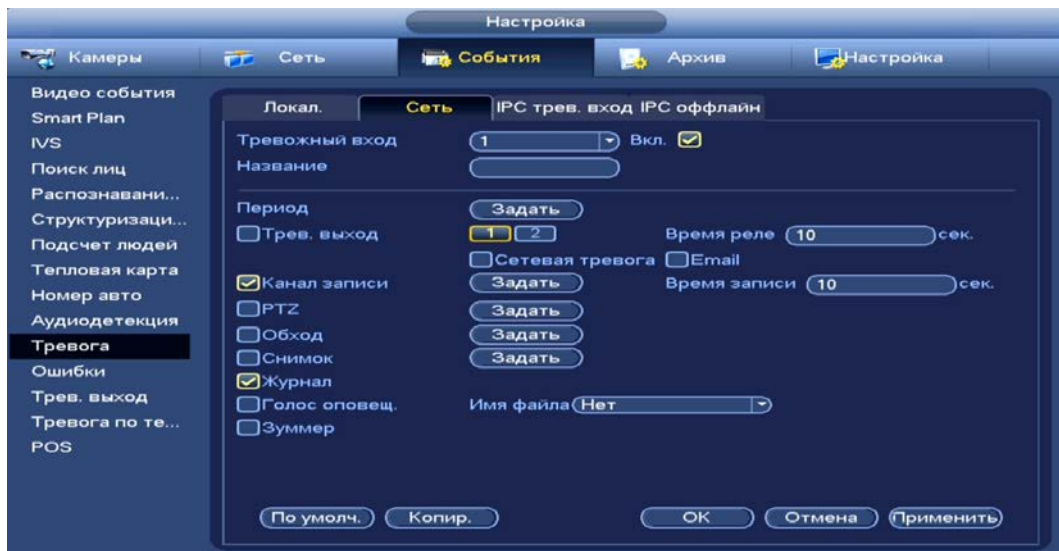 Настройка
Камеры Сеть События Архив Настройка
Видео события
Smart Plan
IVS
Поиск лиц
Распознавани...
Структуризаци...
Подсчет людей
Тепловая карта
Номер авто
Аудиодетекция
Тревога
Ошибки
Трев. выход
Тревога по те...
POS
Локал. Сеть IPC трев. вход IPC оффлайн
Тревожный вход 1 Вкл.
Название
Период Задать
Трев. выход 1 2 Время реле 10 сек.
Сетевая тревога Email
Канал записи Задать Время записи 10 сек.
PTZ Задать
Обход Задать
Снимок Задать
Журнал
Голос оповещ. Имя файла Нет
Зуммер
По умолч. Копир. ОК Отмена Применить